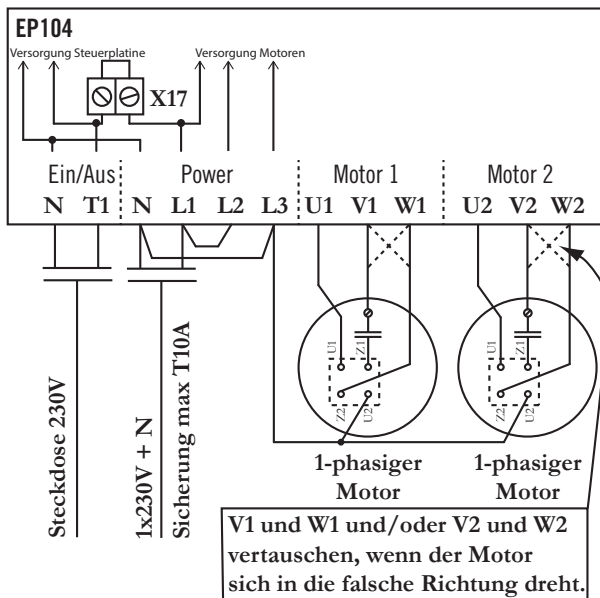 EP104
Versorgung Steuerplatine
Versorgung Motoren
X17
Ein/Aus
Power
Motor 1
Motor 2
N T1 N L1 L2 L3 U1 V1 W1 U2 V2 W2
U1 Z1
Z2 U2
U1 Z1
Z2 U2
Steckdose 230V
1x230V + N
Sicherung max T10A
1-phasiger
Motor
1-phasiger
Motor
V1 und W1 und/oder V2 und W2
vertauschen, wenn der Motor
sich in die falsche Richtung dreht.